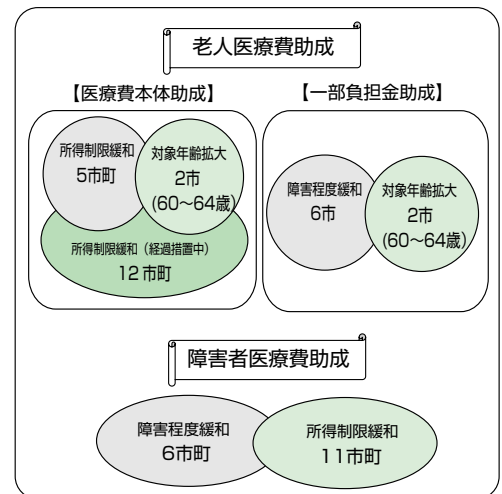 老人医療費助成
【医療費本体助成】
所得制限緩和
5市町
対象年齢拡大
2市
(60〜64歳)
所得制限緩和（経過措置中）
12市町
【一部負担金助成】
障害程度緩和
6市
対象年齢拡大
2市
(60〜64歳)
障害者医療費助成
障害程度緩和
6市町
所得制限緩和
11市町